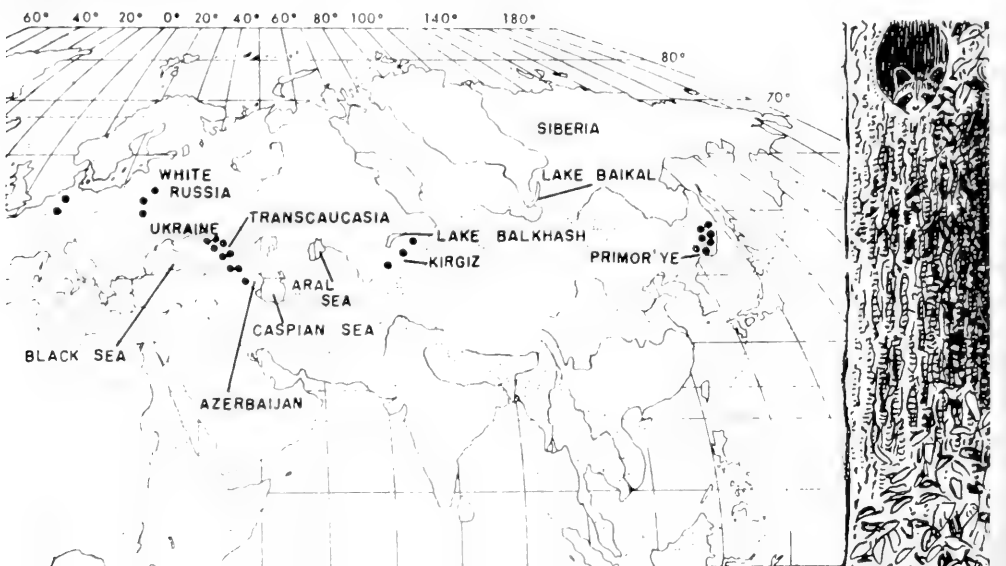 60° 40° 20° 0° 20° 40° 60° 80° 100° 140° 180°
80°
70°
SIBERIA
WHITE
RUSSIA
LAKE BAIKAL
UKRAINE
TRANSCAUCASIA
LAKE BALKHASH
KIRGIZ
PRIMOR'YE
ARAL
SEA
CASPIAN SEA
BLACK SEA
AZERBAIJAN